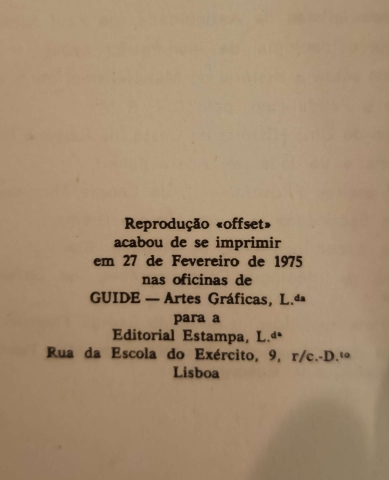 Reprodução «offset»
acabou de se imprimir
em 27 de Fevereiro de 1975
nas oficinas de
GUIDE — Artes Gráficas, L.da
para a
Editorial Estampa, L.da
Rua da Escola do Exército, 9, r/c.-D.to
Lisboa